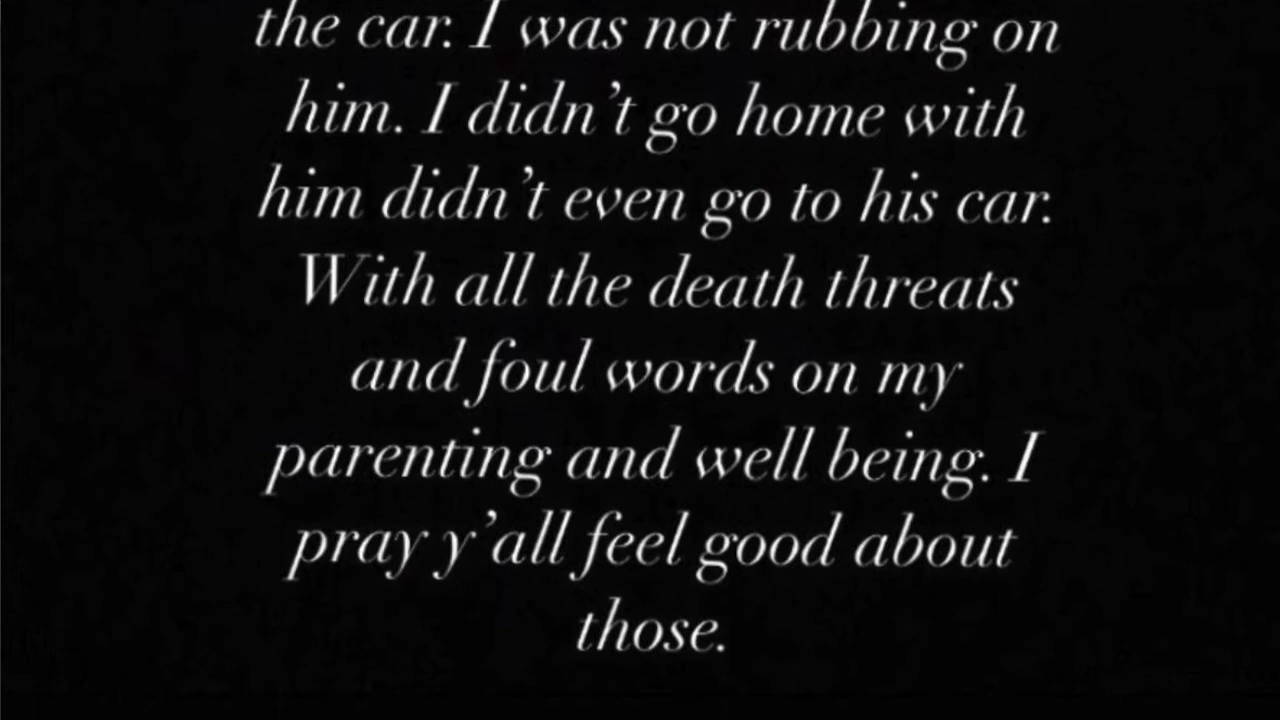 the car. I was not rubbing on
him. I didn’t go home with
him didn’t even go to his car.
With all the death threats
and foul words on my
parenting and well being. I
pray y’all feel good about
those.